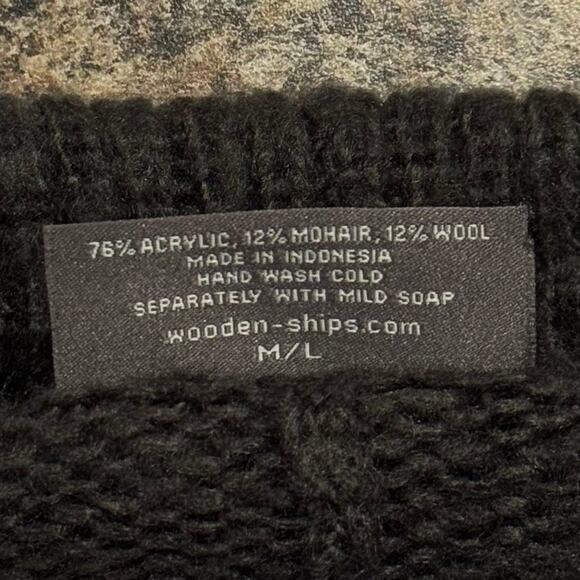 76% ACRYLIC, 12% MOHAIR, 12% WOOL
MADE IN INDONESIA
HAND WASH COLD
SEPARATELY WITH MILD SOAP
wooden-ships.com
M/L